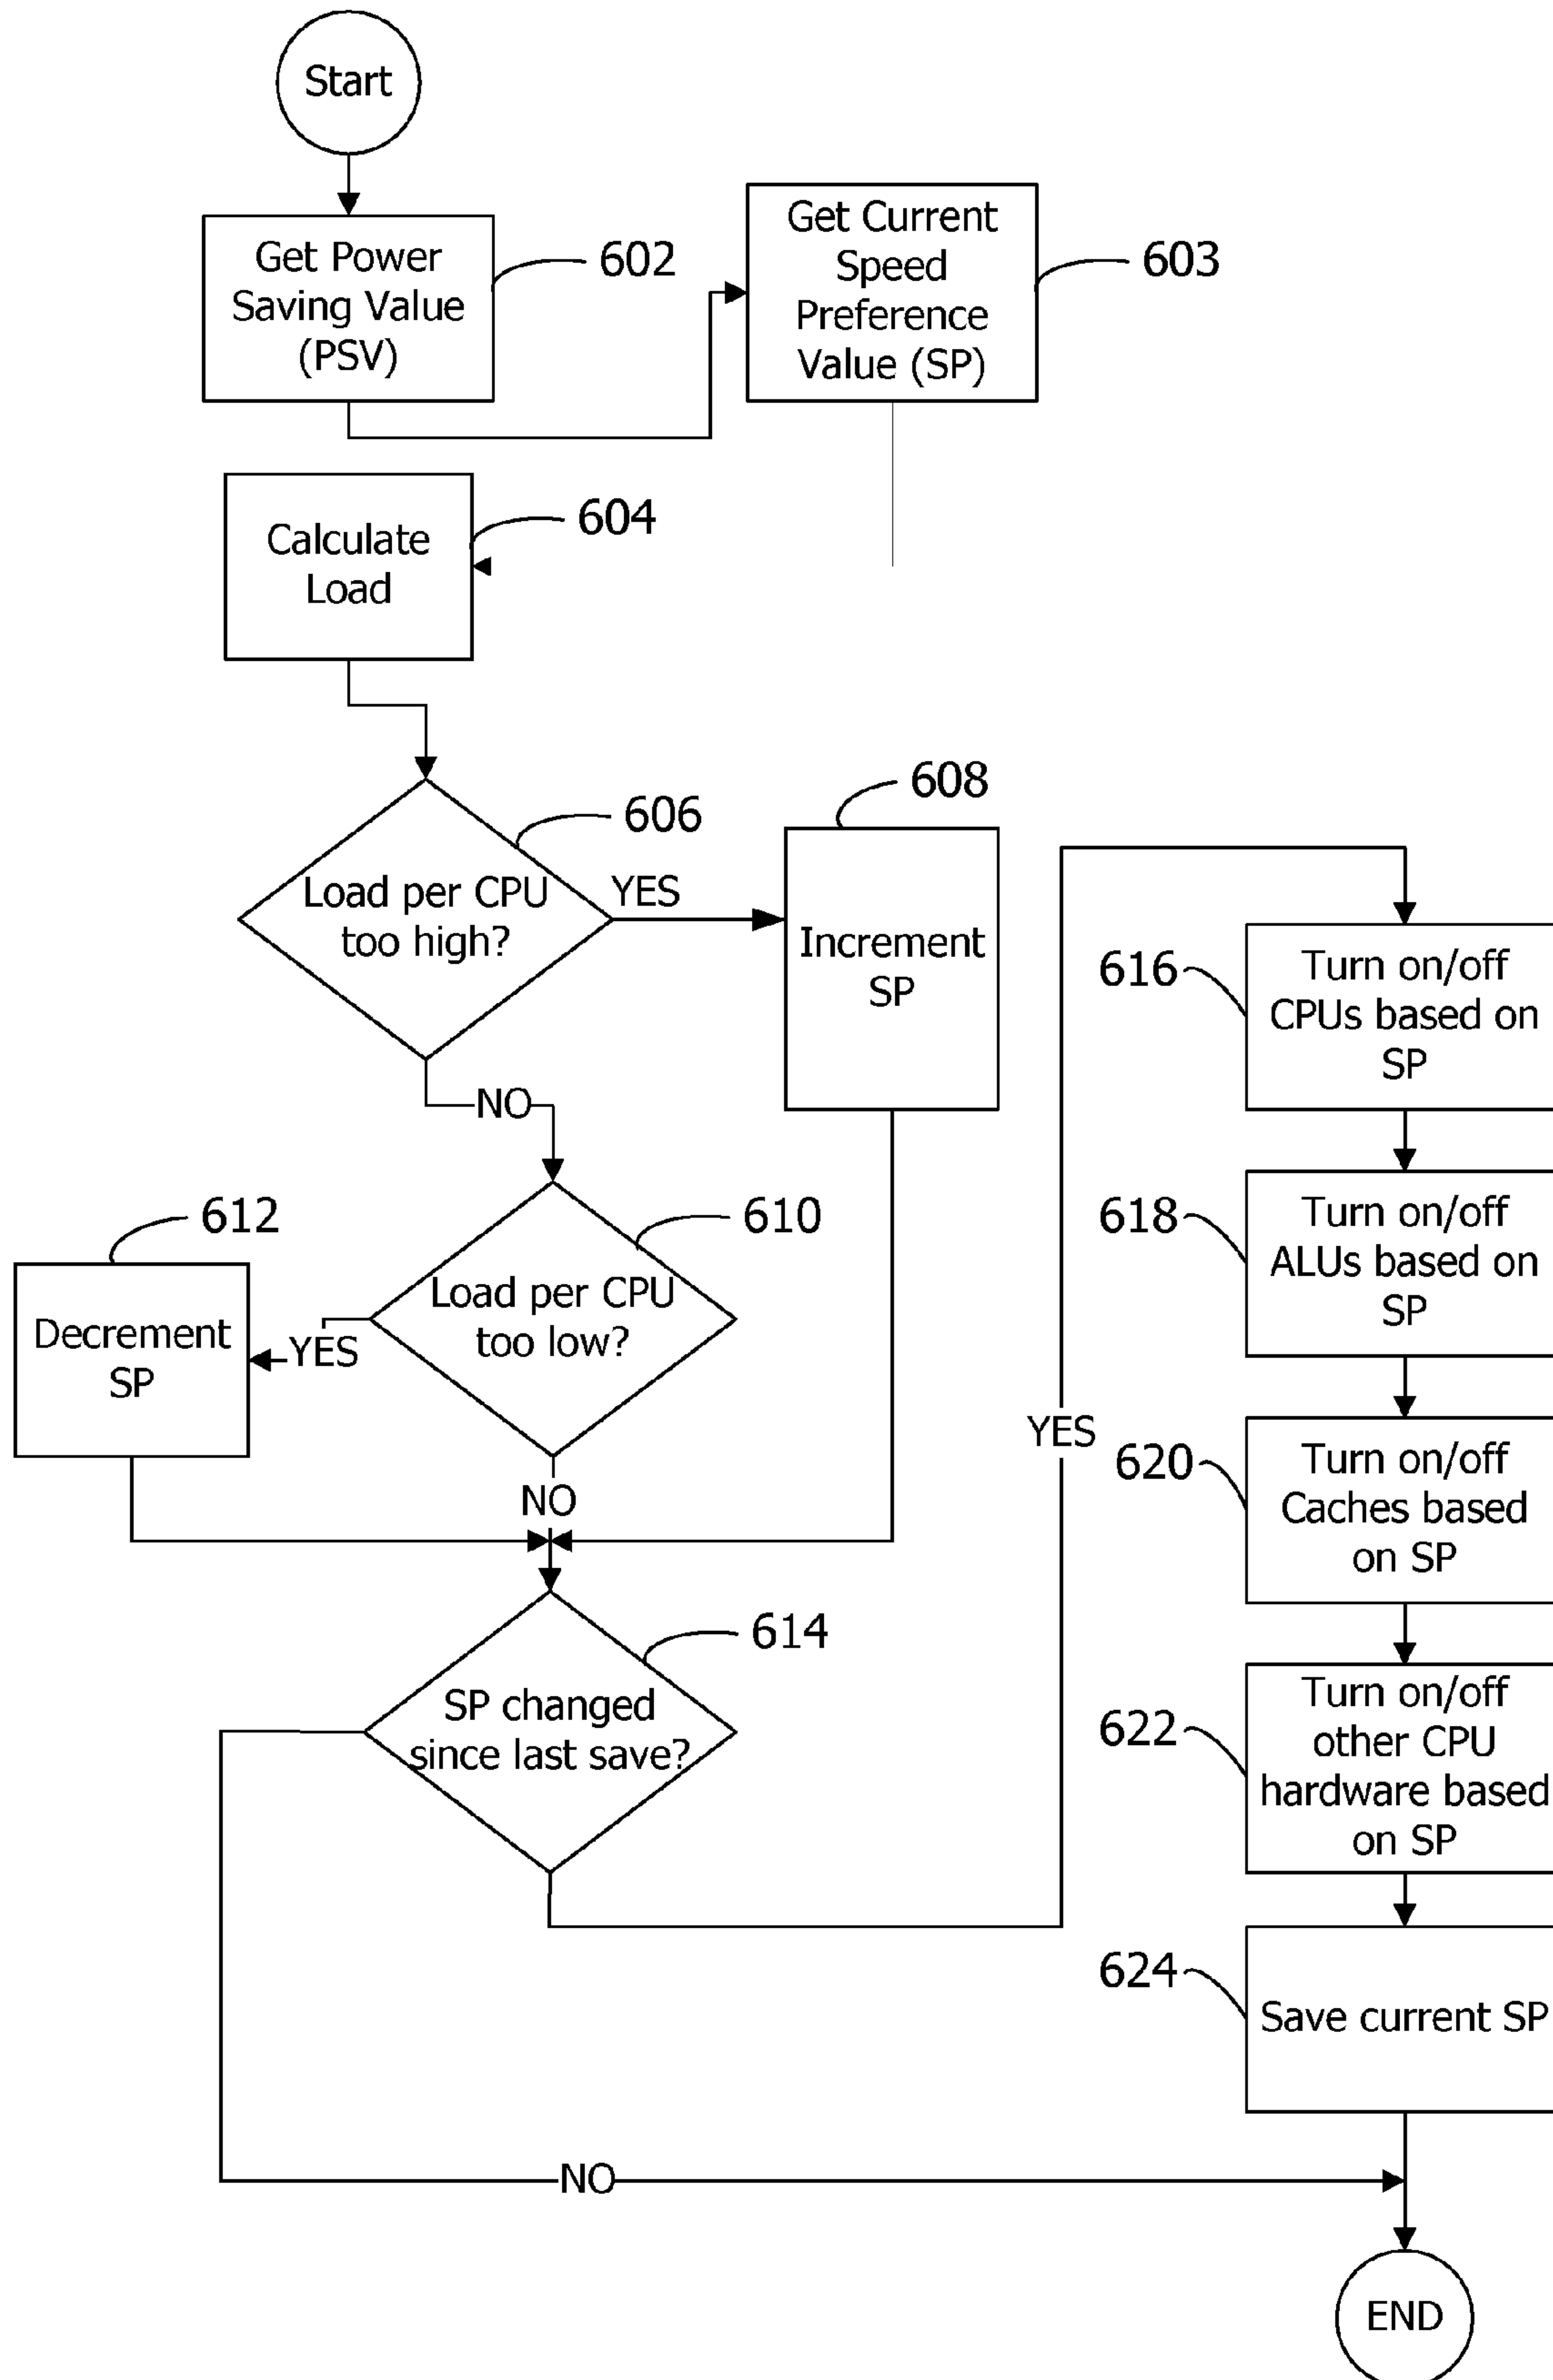 Start
Get Power
Saving Value
(PSV)
602
Get Current
Speed
Preference
Value (SP)
603
Calculate
Load
604
Load per CPU
too high?
606
YES
Increment
SP
608
NO
Load per CPU
too low?
610
YES
Decrement
SP
612
NO
SP changed
since last save?
614
YES
Turn on/off
CPUs based on
SP
616
Turn on/off
ALUs based on
SP
618
Turn on/off
Caches based
on SP
620
Turn on/off
other CPU
hardware based
on SP
622
Save current SP
624
NO
END